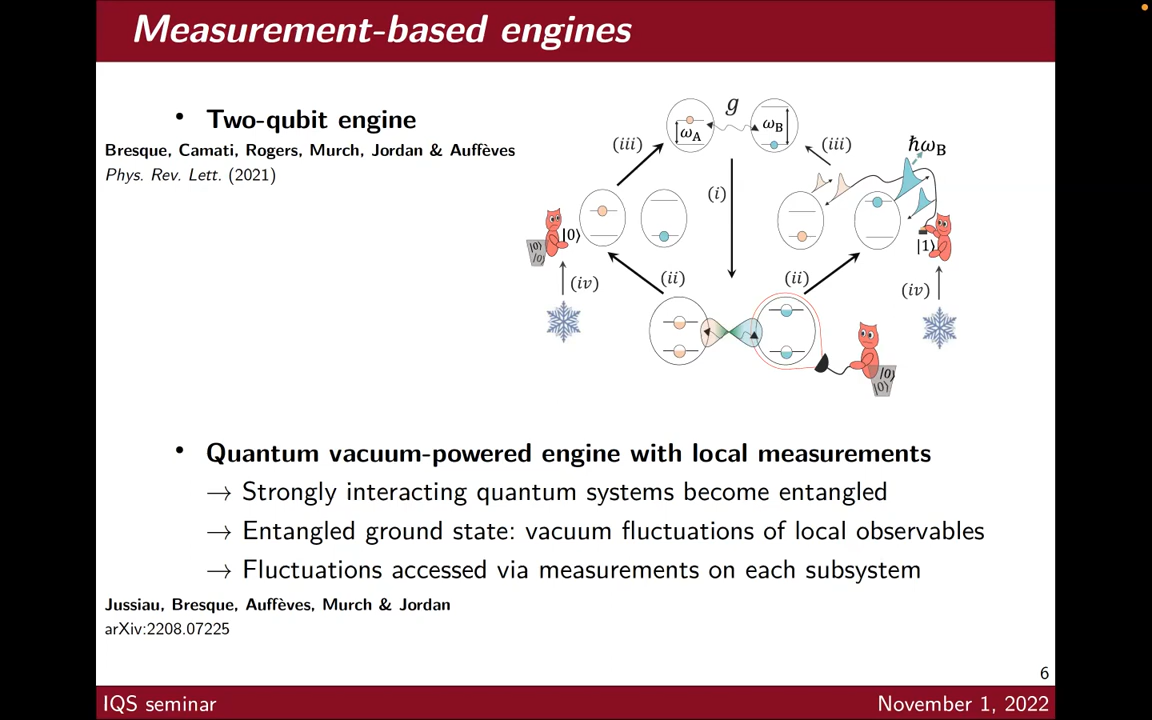 Measurement-based engines
• Two-qubit engine
Bresque, Camati, Rogers, Murch, Jordan & Auffèves
Phys. Rev. Lett. (2021)
g
ωA
ωB
(iii)
(iii)
ℏωB
(i)
|0⟩
|0⟩
|0⟩
|1⟩
(ii)
(ii)
(iv)
(iv)
|0⟩
|0⟩
• Quantum vacuum-powered engine with local measurements
→ Strongly interacting quantum systems become entangled
→ Entangled ground state: vacuum fluctuations of local observables
→ Fluctuations accessed via measurements on each subsystem
Jussiau, Bresque, Auffèves, Murch & Jordan
arXiv:2208.07225
6
IQS seminar
November 1, 2022